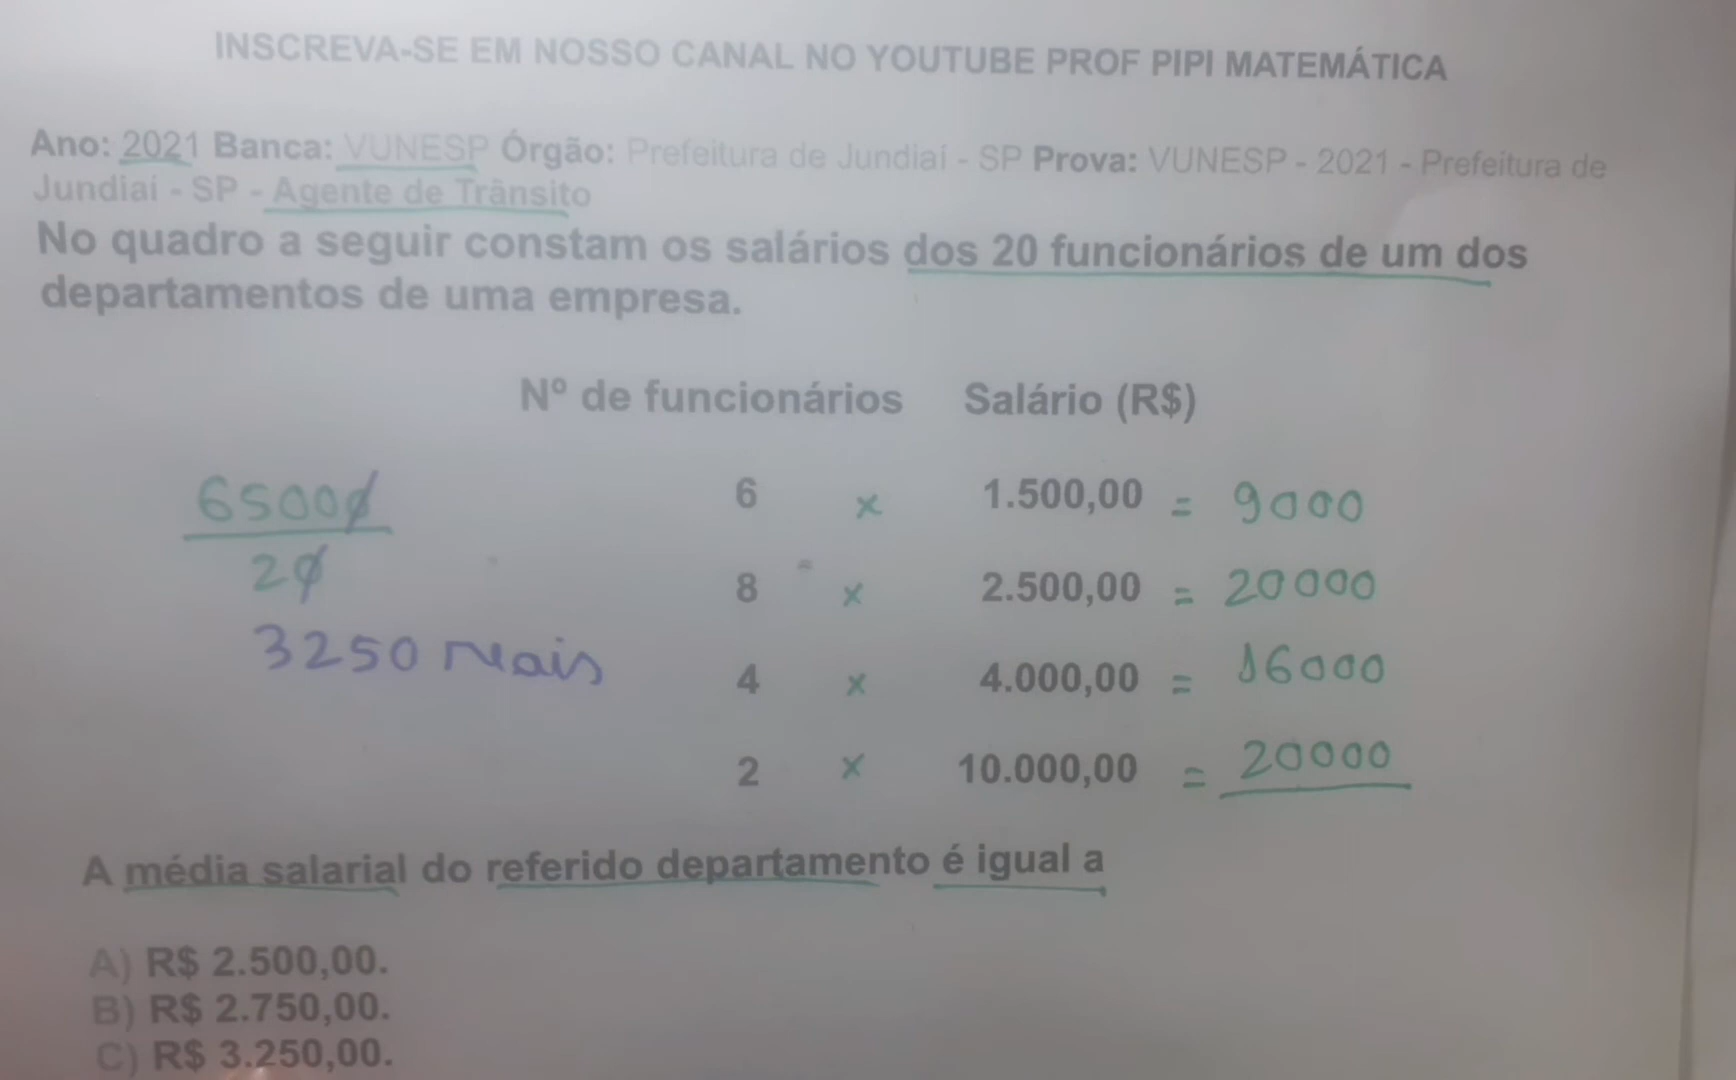 INSCREVA-SE EM NOSSO CANAL NO YOUTUBE PROF PIPI MATEMÁTICA
Ano: 2021 Banca: VUNESP Órgão: Prefeitura de Jundiaí - SP Prova: VUNESP - 2021 - Prefeitura de
Jundiaí - SP - Agente de Trânsito
No quadro a seguir constam os salários dos 20 funcionários de um dos
departamentos de uma empresa.
Nº de funcionários Salário (R$)
6 x 1.500,00 = 9000
8 x 2.500,00 = 20000
4 x 4.000,00 = 16000
2 x 10.000,00 = 20000
65000
20
3250 reais
A média salarial do referido departamento é igual a
A) R$ 2.500,00.
B) R$ 2.750,00.
C) R$ 3.250,00.